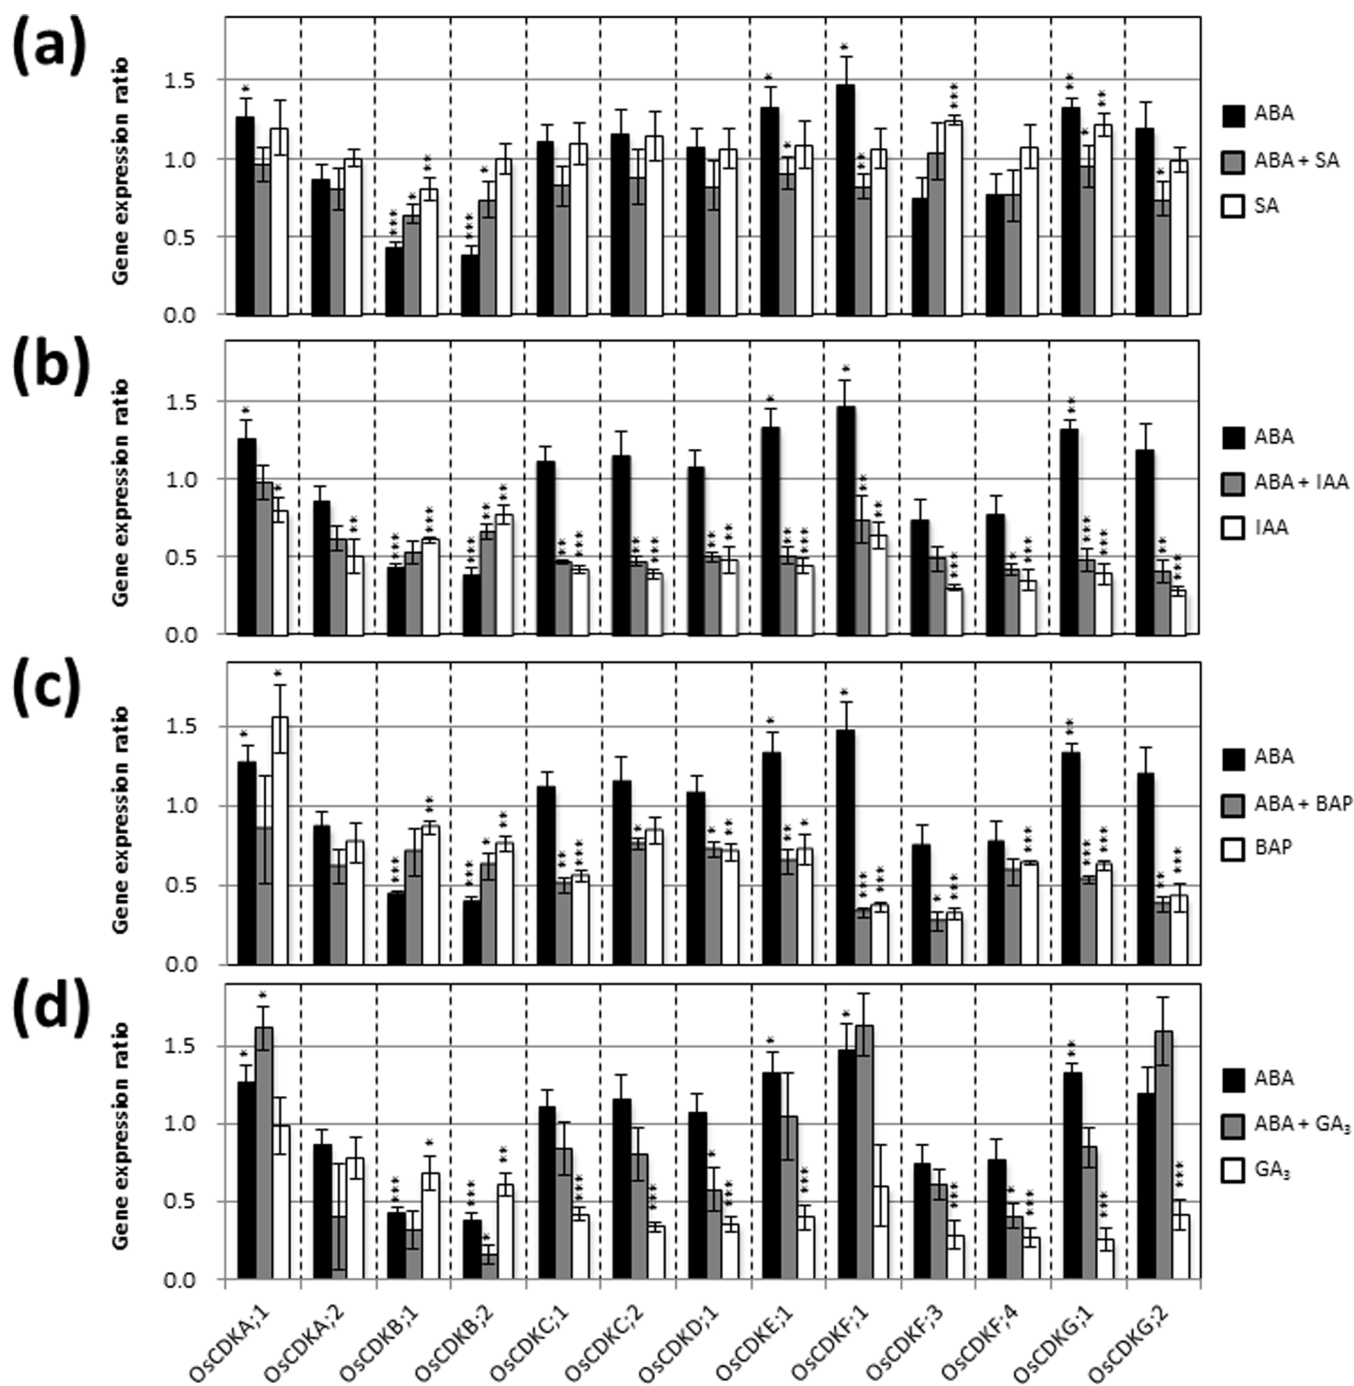 (a)
Gene expression ratio
1.5
1.0
0.5
0.0
* *** * ** *** * * * * ** *** ** * ** *
ABA
ABA + SA
SA
(b)
Gene expression ratio
1.5
1.0
0.5
0.0
ABA
ABA + IAA
IAA
(c)
Gene expression ratio
1.5
1.0
0.5
0.0
ABA
ABA + BAP
BAP
(d)
Gene expression ratio
1.5
1.0
0.5
0.0
ABA
ABA + GA₃
GA₃
OsCDKA;1
OsCDKA;2
OsCDKB;1
OsCDKB;2
OsCDKC;1
OsCDKC;2
OsCDKD;1
OsCDKE;1
OsCDKF;1
OsCDKF;3
OsCDKF;4
OsCDKG;1
OsCDKG;2